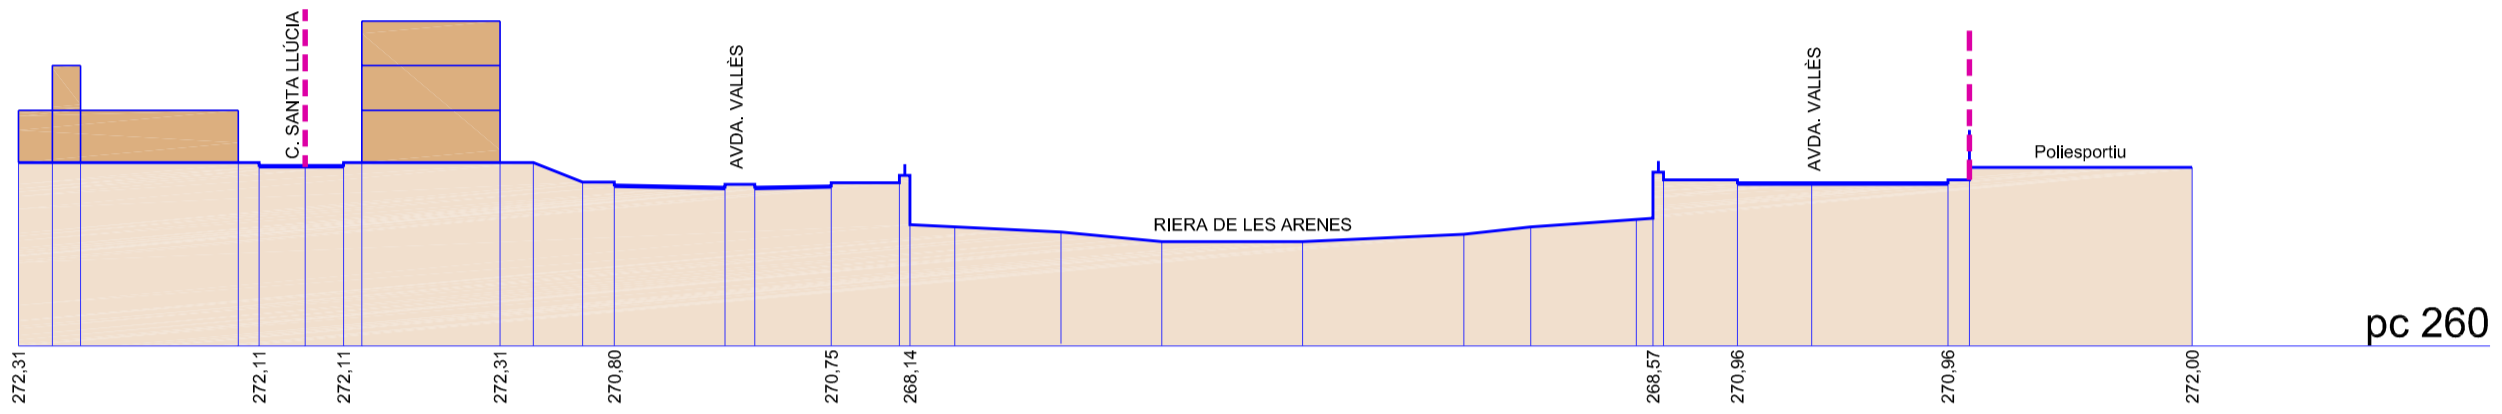 C. SANTA LLÚCIA
AVDA. VALLÈS
RIERA DE LES ARENES
AVDA. VALLÈS
Poliesportiu
pc 260
272,31
272,11
272,11
272,31
270,80
270,75
268,14
268,57
270,96
270,96
272,00